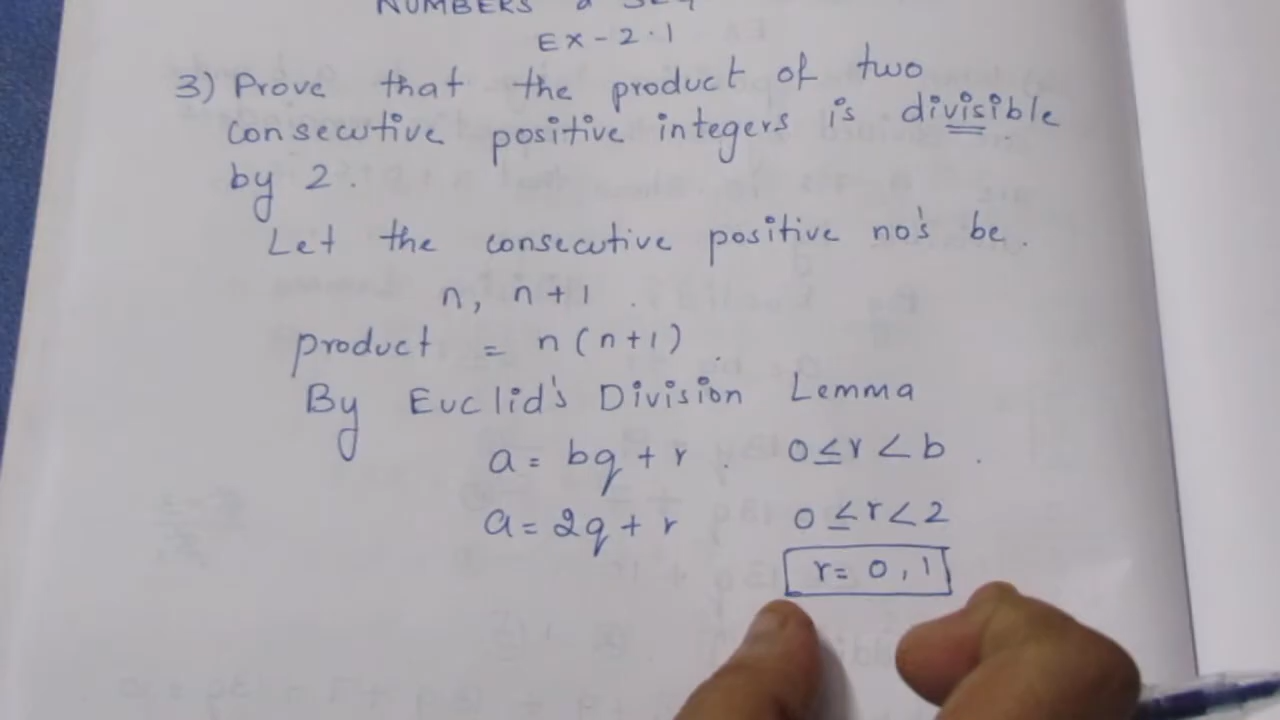 NUMBERS
Ex-2.1
3) Prove that the product of two
consecutive positive integers is divisible
by 2.
Let the consecutive positive no's be.
n, n+1.
product = n(n+1).
By Euclid's Division Lemma
a = bq + r. 0≤r<b.
a = 2q + r 0≤r<2
r = 0, 1